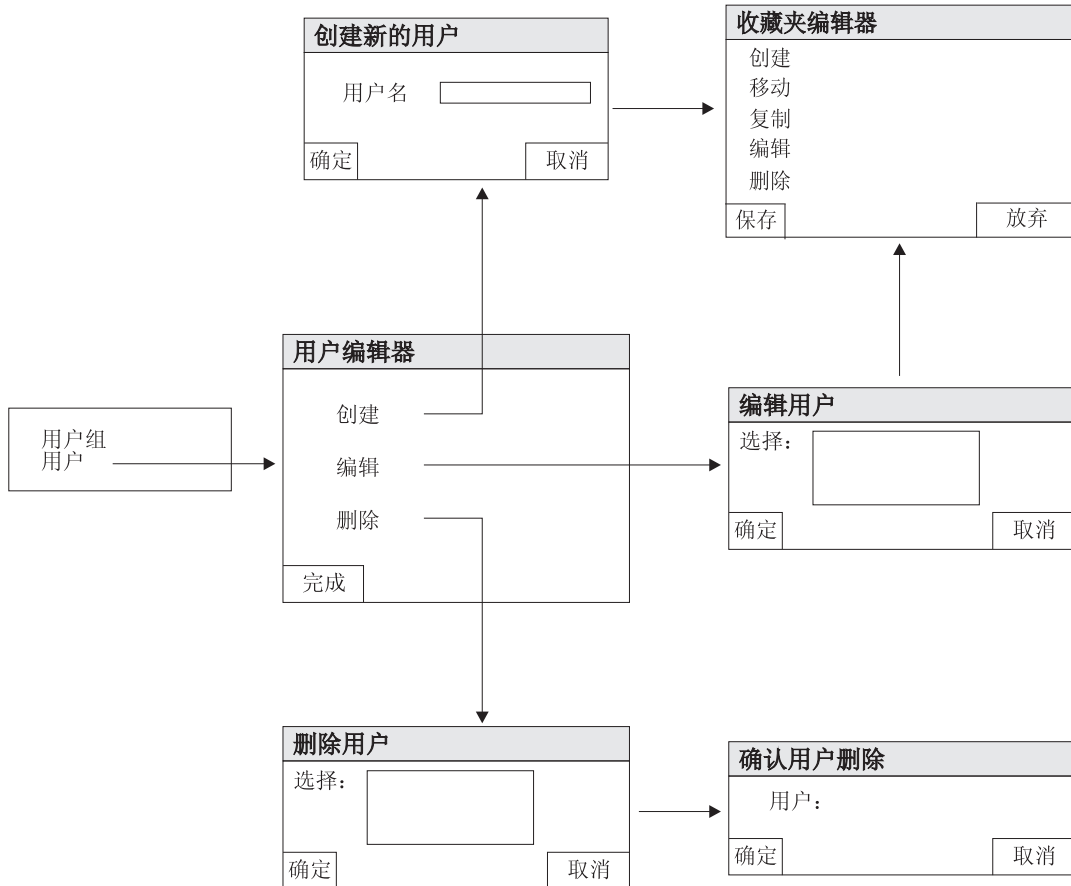 创建新的用户
用户名
确定
取消
收藏夹编辑器
创建
移动
复制
编辑
删除
保存
放弃
用户组
用户
用户编辑器
创建
编辑
删除
完成
编辑用户
选择：
确定
取消
删除用户
选择：
确定
取消
确认用户删除
用户：
确定
取消